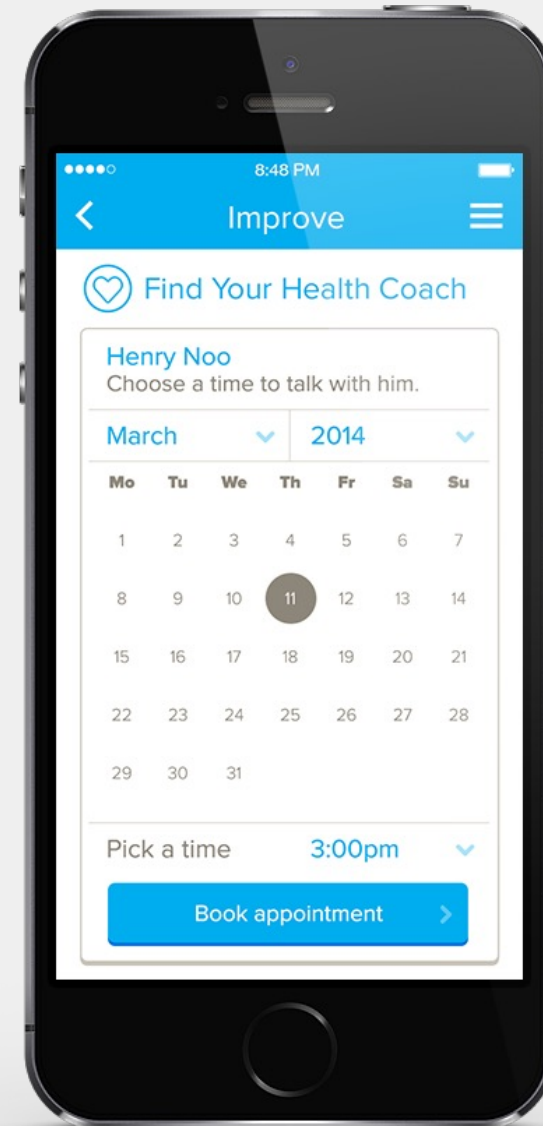 8:48 PM
Improve
Find Your Health Coach
Henry Noo
Choose a time to talk with him.
March 2014
Mo Tu We Th Fr Sa Su
1 2 3 4 5 6 7
8 9 10 11 12 13 14
15 16 17 18 19 20 21
22 23 24 25 26 27 28
29 30 31
Pick a time 3:00pm
Book appointment